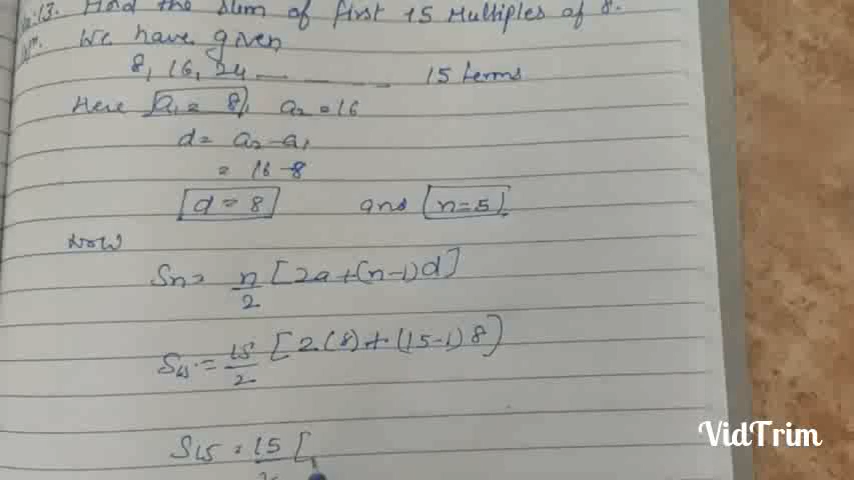 13. Find the Sum of first 15 Multiples of 8.
We have given
8, 16, 24 _ _ _ 15 terms
Here a₁ = 8, a₂ = 16
d = a₂ - a₁
= 16 - 8
d = 8 and n = 5.
Now
Sn = n/2 [2a + (n-1)d]
S15 = 15/2 [2(8) + (15-1)8]
S15 = 15/2 [
VidTrim